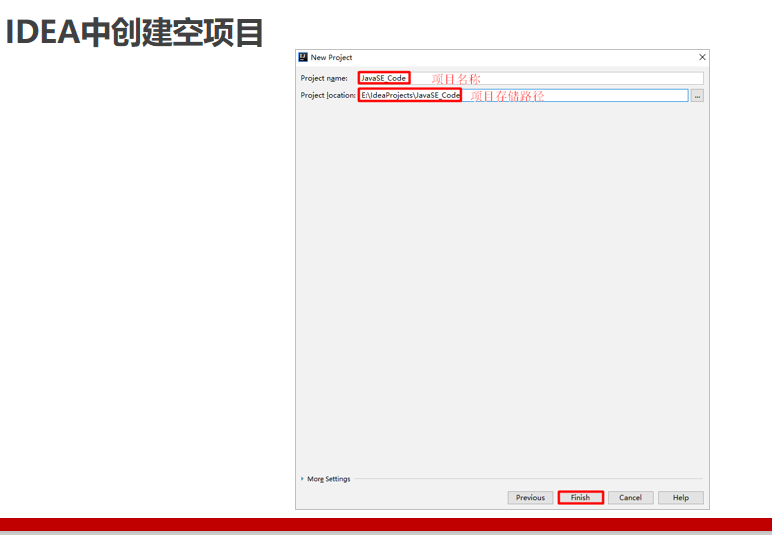 IDEA中创建空项目
New Project
Project name: JavaSE_Code 项目名称
Project location: E:\IdeaProjects\JavaSE_Code 项目存储路径 ...
More Settings
Previous Finish Cancel Help